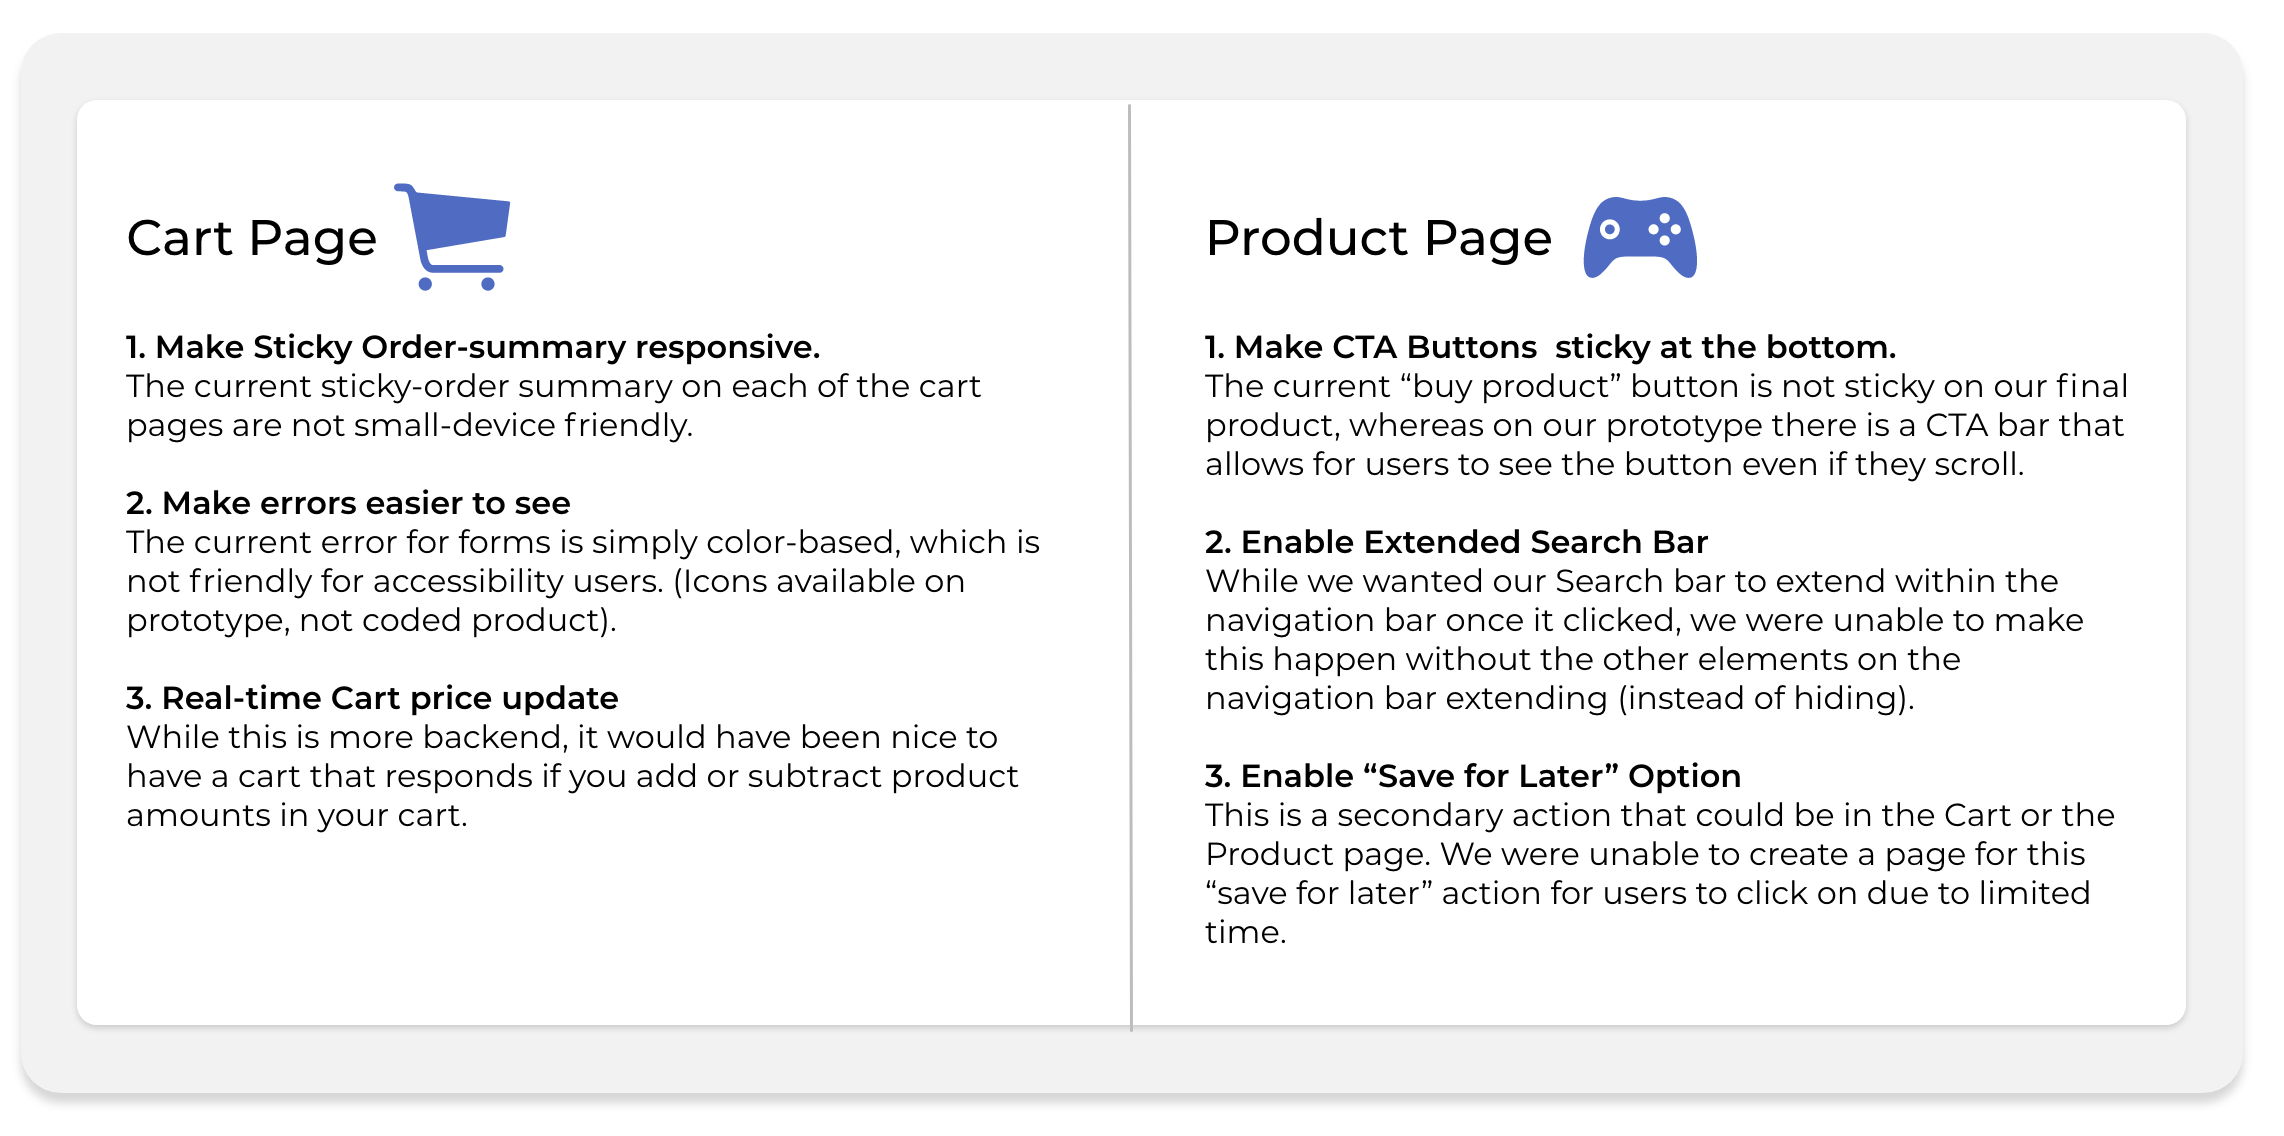 Cart Page
1. Make Sticky Order-summary responsive.
The current sticky-order summary on each of the cart
pages are not small-device friendly.
2. Make errors easier to see
The current error for forms is simply color-based, which is
not friendly for accessibility users. (Icons available on
prototype, not coded product).
3. Real-time Cart price update
While this is more backend, it would have been nice to
have a cart that responds if you add or subtract product
amounts in your cart.
Product Page
1. Make CTA Buttons  sticky at the bottom.
The current “buy product” button is not sticky on our final
product, whereas on our prototype there is a CTA bar that
allows for users to see the button even if they scroll.
2. Enable Extended Search Bar
While we wanted our Search bar to extend within the
navigation bar once it clicked, we were unable to make
this happen without the other elements on the
navigation bar extending (instead of hiding).
3. Enable “Save for Later” Option
This is a secondary action that could be in the Cart or the
Product page. We were unable to create a page for this
“save for later” action for users to click on due to limited
time.